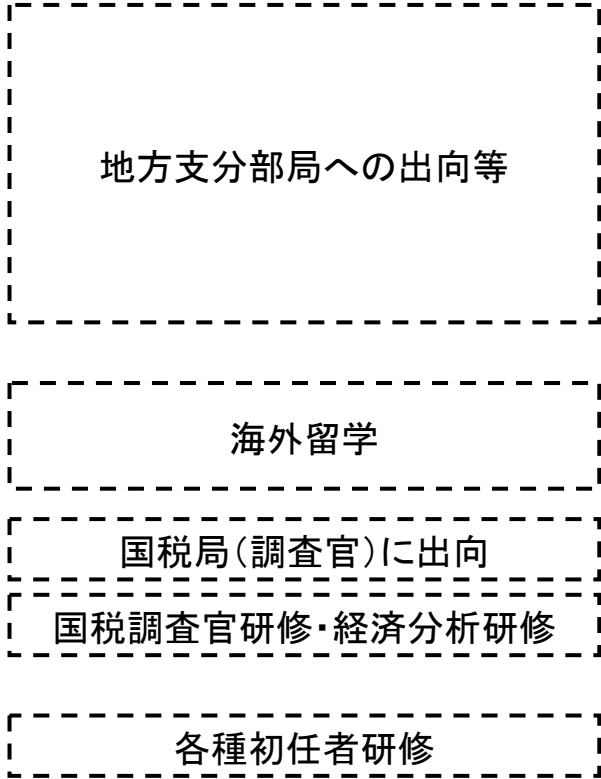 地方支分部局への出向等
海外留学
国税局(調査官)に出向
国税調査官研修・経済分析研修
各種初任者研修